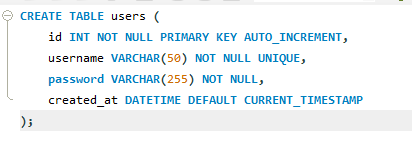 CREATE TABLE users (
    id INT NOT NULL PRIMARY KEY AUTO_INCREMENT,
    username VARCHAR(50) NOT NULL UNIQUE,
    password VARCHAR(255) NOT NULL,
    created_at DATETIME DEFAULT CURRENT_TIMESTAMP
);